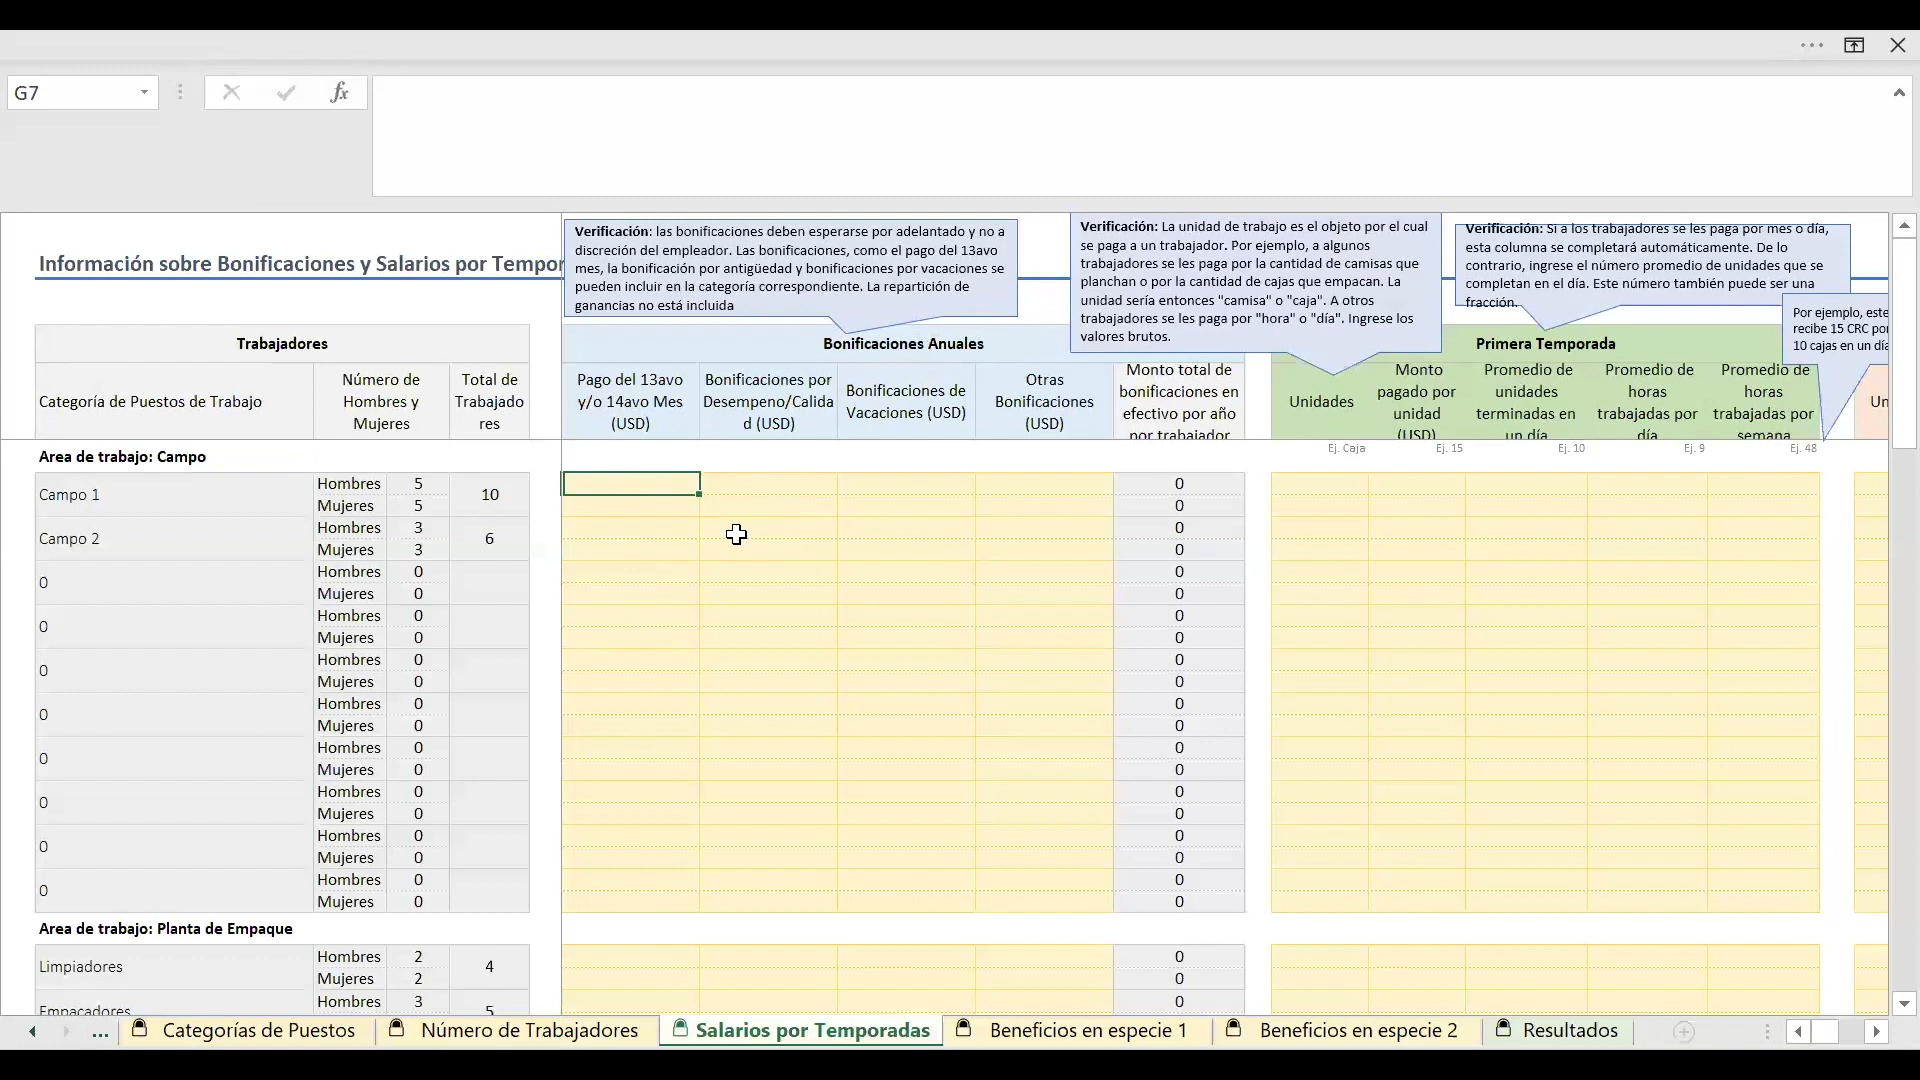 G7
fx
Información sobre Bonificaciones y Salarios por Tempor
Verificación: las bonificaciones deben esperarse por adelantado y no a
discreción del empleador. Las bonificaciones, como el pago del 13avo
mes, la bonificación por antigüedad y bonificaciones por vacaciones se
pueden incluir en la categoría correspondiente. La repartición de
ganancias no está incluida
Verificación: La unidad de trabajo es el objeto por el cual
se paga a un trabajador. Por ejemplo, a algunos
trabajadores se les paga por la cantidad de camisas que
planchan o por la cantidad de cajas que empacan. La
unidad sería entonces "camisa" o "caja". A otros
trabajadores se les paga por "hora" o "día". Ingrese los
valores brutos.
Verificación: Si a los trabajadores se les paga por mes o día,
esta columna se completará automáticamente. De lo
contrario, ingrese el número promedio de unidades que se
completan en el día. Este número también puede ser una
fracción.
Por ejemplo, este
recibe 15 CRC por
10 cajas en un día
Trabajadores
Bonificaciones Anuales
Primera Temporada
Categoría de Puestos de Trabajo
Número de
Hombres y
Mujeres
Total de
Trabajado
res
Pago del 13avo
y/o 14avo Mes
(USD)
Bonificaciones por
Desempeno/Calida
d (USD)
Bonificaciones de
Vacaciones (USD)
Otras
Bonificaciones
(USD)
Monto total de
bonificaciones en
efectivo por año
por trabajador
Unidades
Monto
pagado por
unidad
(USD)
Promedio de
unidades
terminadas en
un día
Promedio de
horas
trabajadas por
día
Promedio de
horas
trabajadas por
semana
Un
Ej. Caja Ej. 15 Ej. 10 Ej. 9 Ej. 48
Area de trabajo: Campo
Campo 1 Hombres 5 10 0
Mujeres 5 0
Campo 2 Hombres 3 6 0
Mujeres 3 0
0 Hombres 0 0
Mujeres 0 0
0 Hombres 0 0
Mujeres 0 0
0 Hombres 0 0
Mujeres 0 0
0 Hombres 0 0
Mujeres 0 0
0 Hombres 0 0
Mujeres 0 0
0 Hombres 0 0
Mujeres 0 0
0 Hombres 0 0
Mujeres 0 0
0 Hombres 0 0
Mujeres 0 0
Area de trabajo: Planta de Empaque
Limpiadores Hombres 2 4 0
Mujeres 2 0
Empacadores Hombres 3 5 0
... Categorías de Puestos Número de Trabajadores Salarios por Temporadas Beneficios en especie 1 Beneficios en especie 2 Resultados